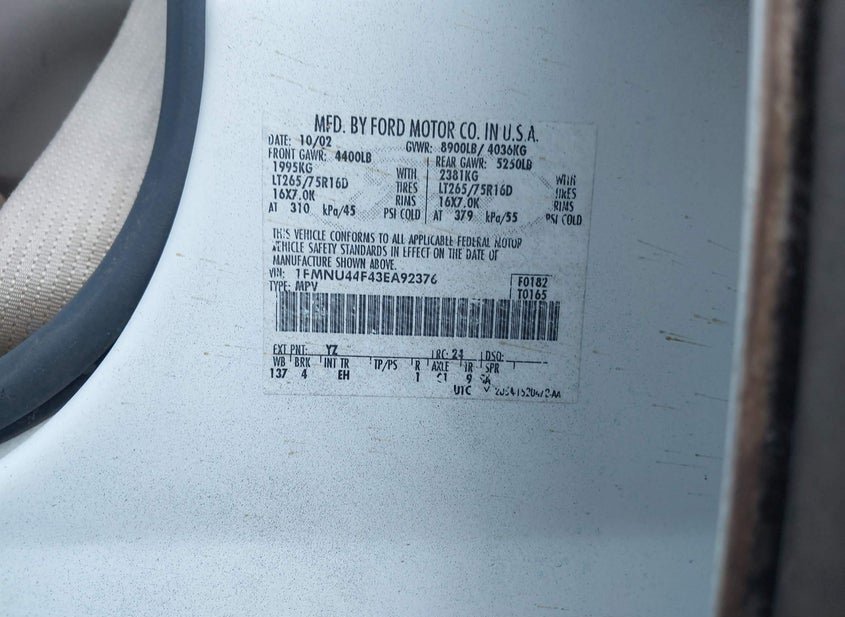 MFD. BY FORD MOTOR CO. IN U.S.A.
DATE: 10/02 GVWR: 8900LB/ 4036KG
FRONT GAWR: 4400LB REAR GAWR: 5250LB
1995KG WITH 2381KG WITH
LT265/75R16D TIRES LT265/75R16D TIRES
16X7.0K RIMS 16X7.0K RIMS
AT 310 kPa/45 PSI COLD AT 379 kPa/55 PSI COLD
THIS VEHICLE CONFORMS TO ALL APPLICABLE FEDERAL MOTOR
VEHICLE SAFETY STANDARDS IN EFFECT ON THE DATE OF
MANUFACTURE SHOWN ABOVE.
VIN: 1FMNU44F43EA92376 F0182
TYPE: MPV T0165
EXT PNT: YZ RC: 24 DSO:
WB BRK INT TR TP/PS R AXLE TR SPR
137 4 EH 1 9
UTC